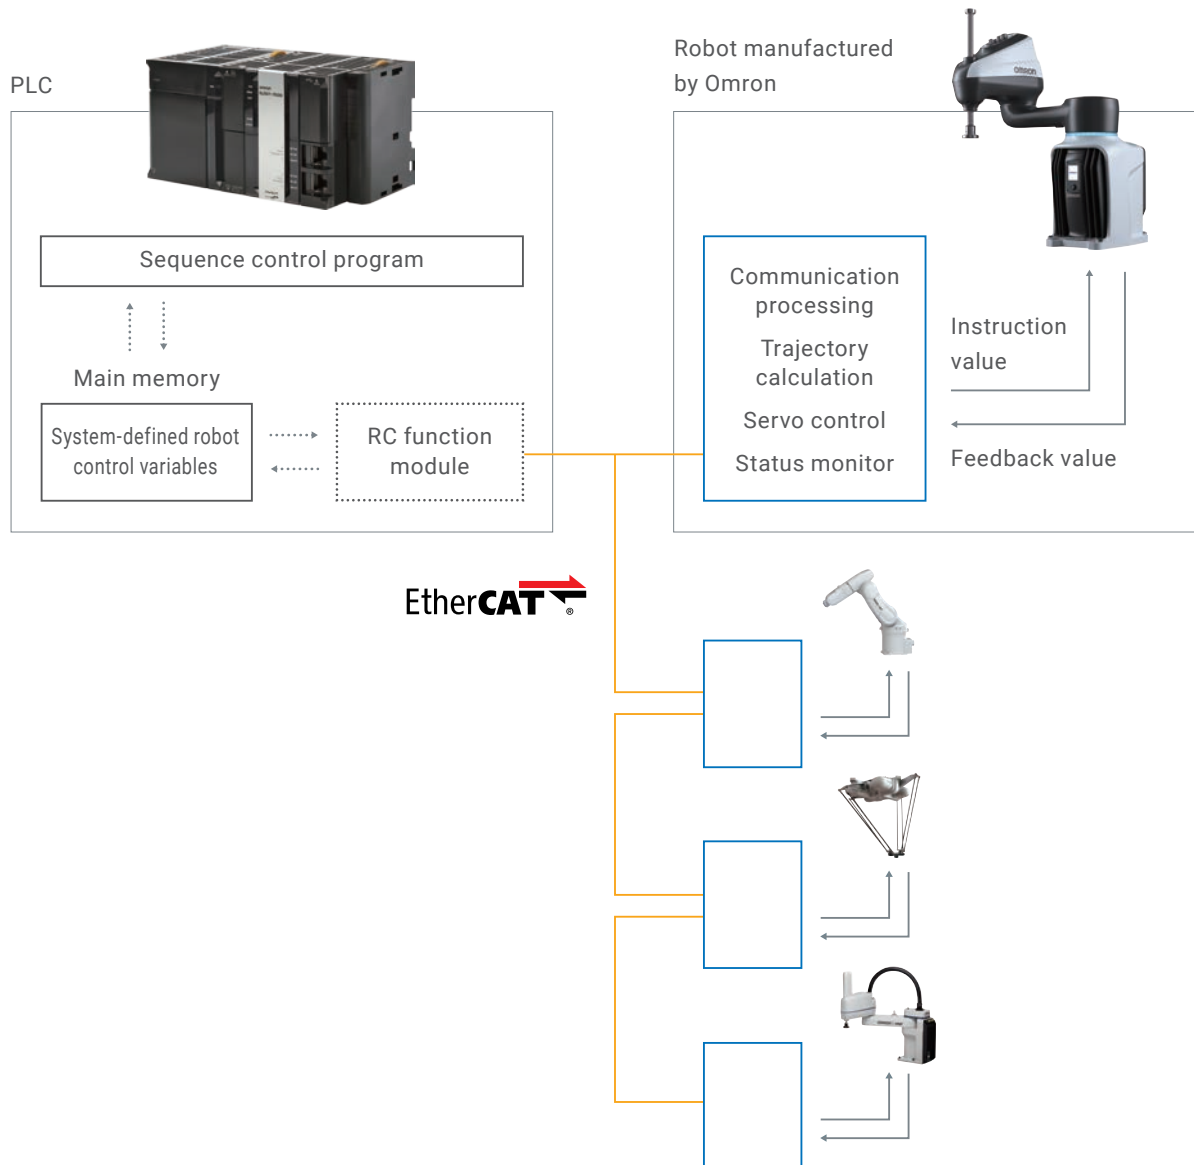 PLC
Robot manufactured
by Omron
OMRON
Sequence control program
Main memory
System-defined robot
control variables
RC function
module
Communication
processing
Trajectory
calculation
Servo control
Status monitor
Instruction
value
Feedback value
EtherCAT®